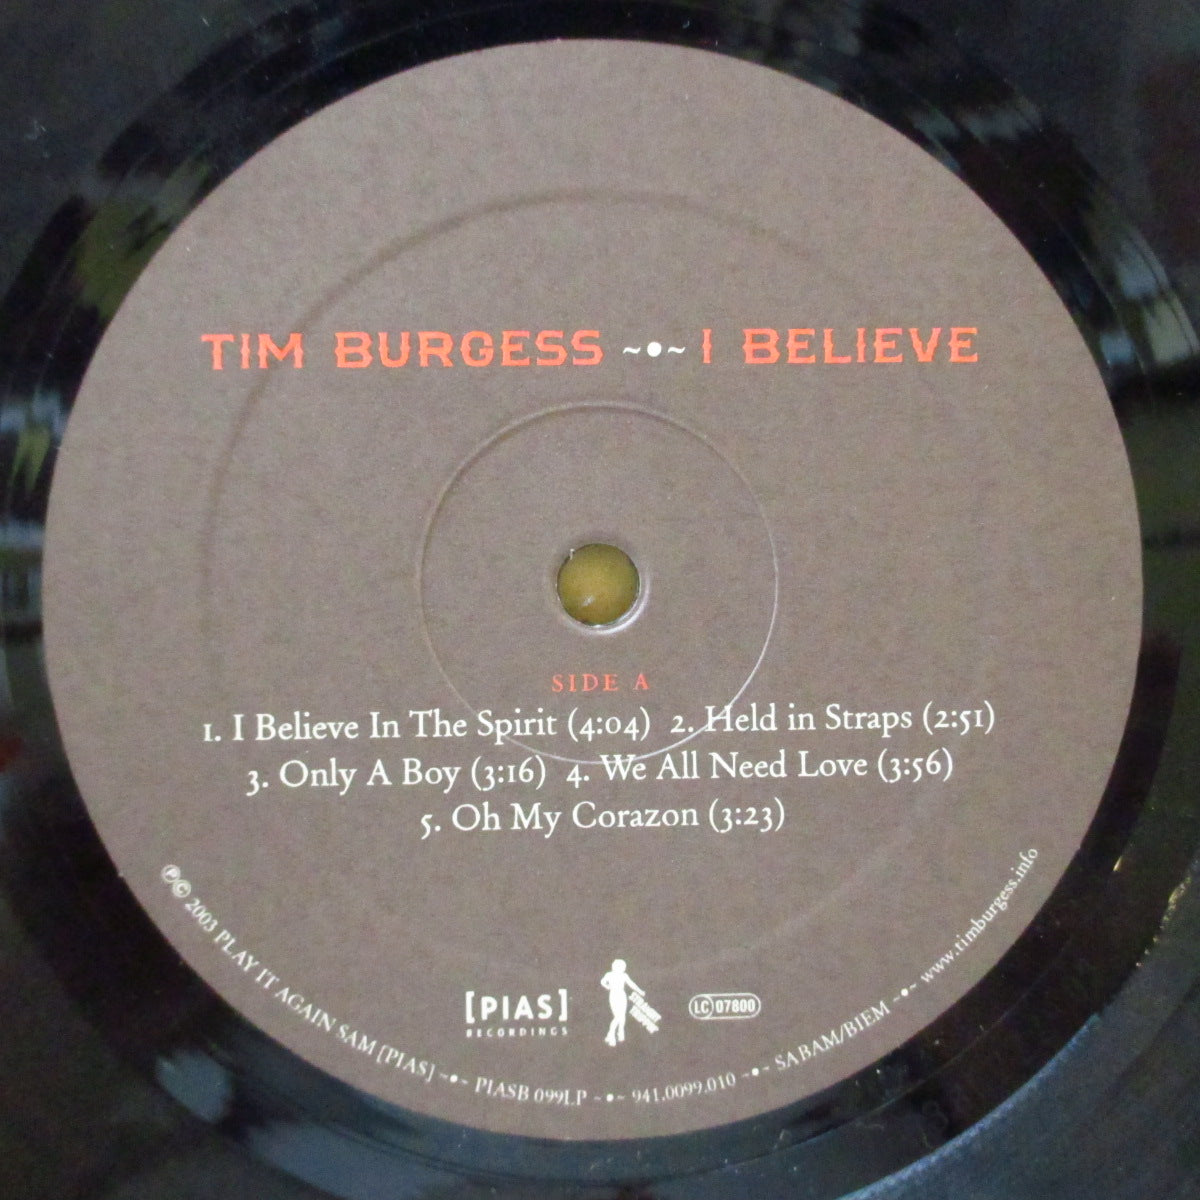 TIM BURGESS ~•~ I BELIEVE
SIDE A
1. I Believe In The Spirit (4:04) 2. Held in Straps (2:51)
3. Only A Boy (3:16) 4. We All Need Love (3:56)
5. Oh My Corazon (3:23)
[PIAS]
RECORDINGS
LC 07800
℗© 2003 PLAY IT AGAIN SAM [PIAS] ~•~ PIASB 099LP ~•~ 941.0099.010 ~•~ SABAM/BIEM ~•~ www.timburgess.info